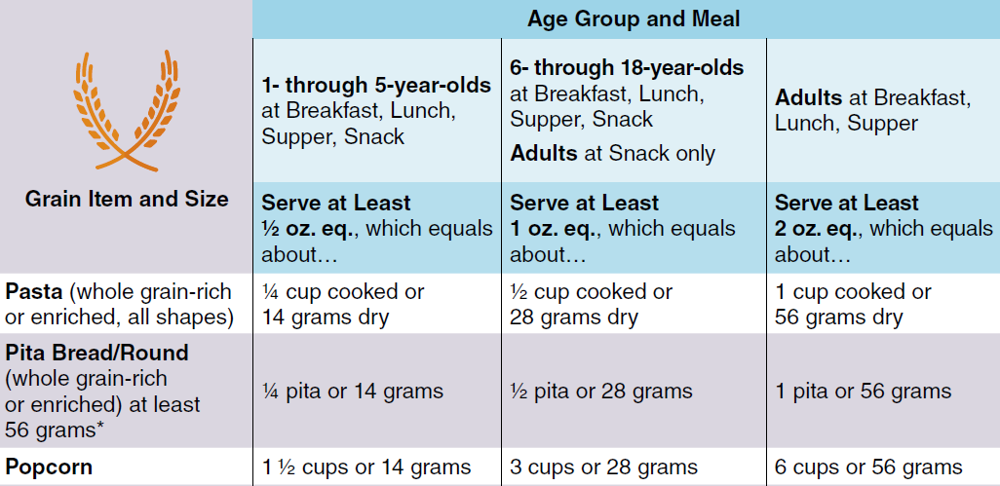 Age Group and Meal
Grain Item and Size
1- through 5-year-olds
at Breakfast, Lunch,
Supper, Snack
6- through 18-year-olds
at Breakfast, Lunch,
Supper, Snack
Adults at Snack only
Adults at Breakfast,
Lunch, Supper
Serve at Least
½ oz. eq., which equals
about…
Serve at Least
1 oz. eq., which equals
about…
Serve at Least
2 oz. eq., which equals
about…
Pasta (whole grain-rich
or enriched, all shapes)
¼ cup cooked or
14 grams dry
½ cup cooked or
28 grams dry
1 cup cooked or
56 grams dry
Pita Bread/Round
(whole grain-rich
or enriched) at least
56 grams*
¼ pita or 14 grams
½ pita or 28 grams
1 pita or 56 grams
Popcorn
1 ½ cups or 14 grams
3 cups or 28 grams
6 cups or 56 grams